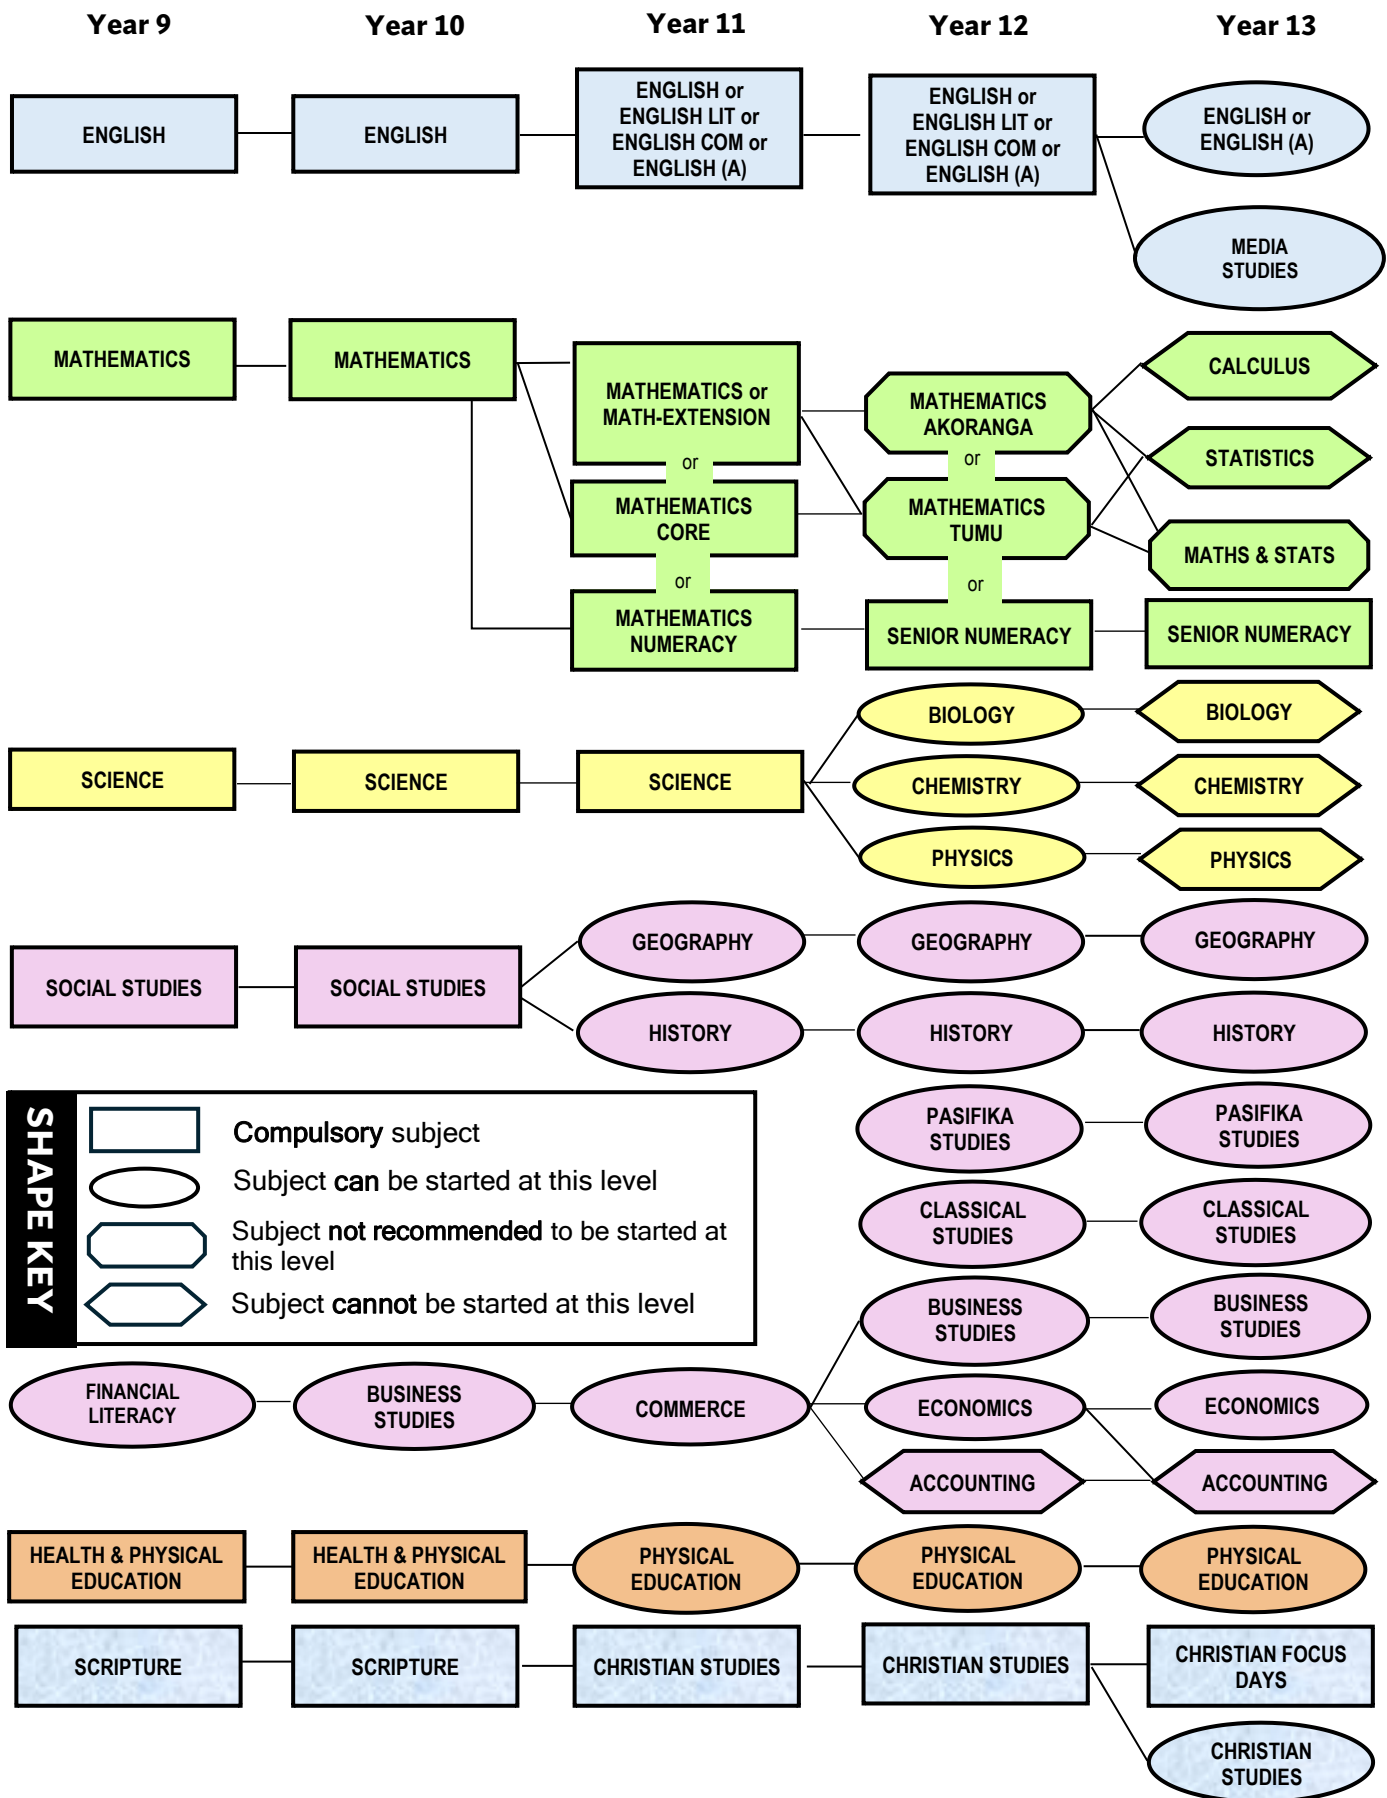 Year 9
Year 10
Year 11
Year 12
Year 13
ENGLISH
ENGLISH
ENGLISH or
ENGLISH LIT or
ENGLISH COM or
ENGLISH (A)
ENGLISH or
ENGLISH LIT or
ENGLISH COM or
ENGLISH (A)
ENGLISH or
ENGLISH (A)
MEDIA
STUDIES
MATHEMATICS
MATHEMATICS
MATHEMATICS or
MATH-EXTENSION
or
MATHEMATICS
CORE
or
MATHEMATICS
NUMERACY
MATHEMATICS
AKORANGA
or
MATHEMATICS
TUMU
or
SENIOR NUMERACY
CALCULUS
STATISTICS
MATHS & STATS
SENIOR NUMERACY
SCIENCE
SCIENCE
SCIENCE
BIOLOGY
CHEMISTRY
PHYSICS
BIOLOGY
CHEMISTRY
PHYSICS
SOCIAL STUDIES
SOCIAL STUDIES
GEOGRAPHY
GEOGRAPHY
GEOGRAPHY
HISTORY
HISTORY
HISTORY
PASIFIKA
STUDIES
PASIFIKA
STUDIES
CLASSICAL
STUDIES
CLASSICAL
STUDIES
SHAPE KEY
Compulsory subject
Subject can be started at this level
Subject not recommended to be started at
this level
Subject cannot be started at this level
BUSINESS
STUDIES
BUSINESS
STUDIES
FINANCIAL
LITERACY
BUSINESS
STUDIES
COMMERCE
ECONOMICS
ECONOMICS
ACCOUNTING
ACCOUNTING
HEALTH & PHYSICAL
EDUCATION
HEALTH & PHYSICAL
EDUCATION
PHYSICAL
EDUCATION
PHYSICAL
EDUCATION
PHYSICAL
EDUCATION
SCRIPTURE
SCRIPTURE
CHRISTIAN STUDIES
CHRISTIAN STUDIES
CHRISTIAN FOCUS
DAYS
CHRISTIAN
STUDIES